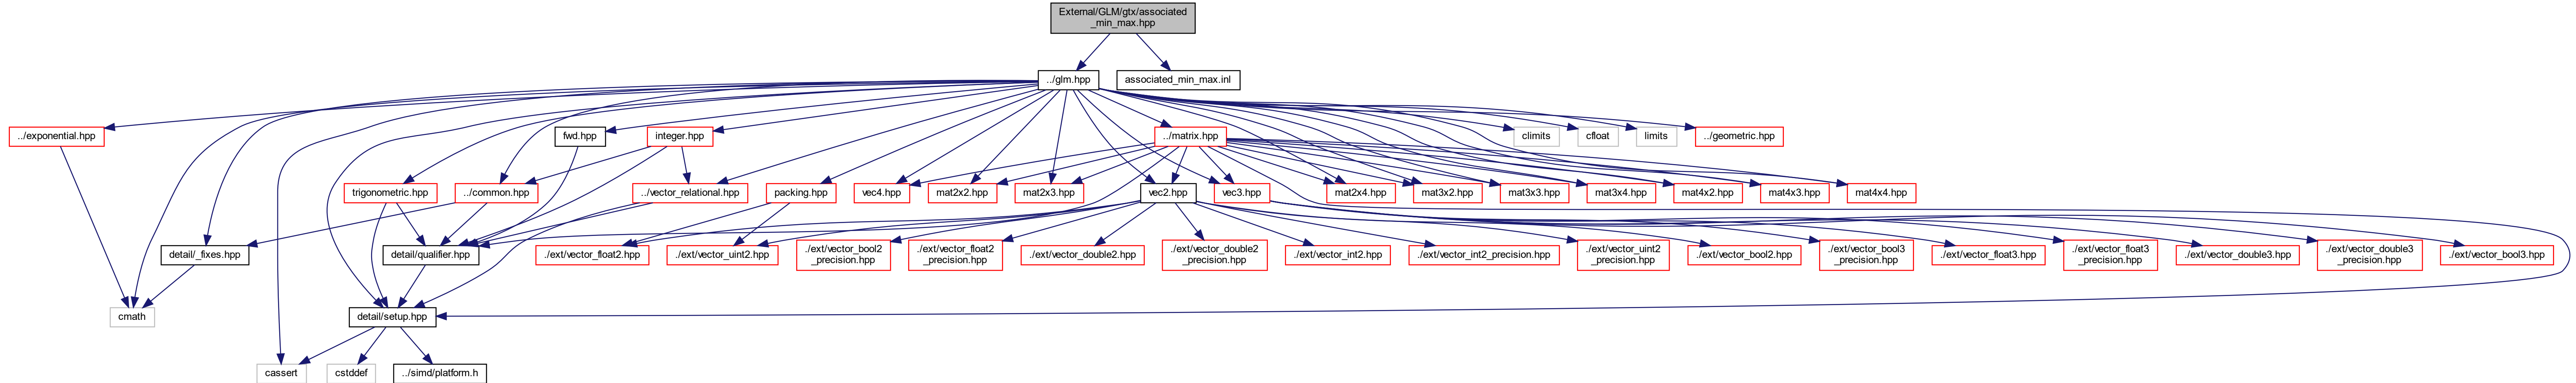 External/GLM/gtx/associated
_min_max.hpp
../glm.hpp
associated_min_max.inl
../exponential.hpp
fwd.hpp
integer.hpp
../matrix.hpp
climits
cfloat
limits
../geometric.hpp
trigonometric.hpp
../common.hpp
../vector_relational.hpp
packing.hpp
vec4.hpp
mat2x2.hpp
mat2x3.hpp
vec2.hpp
vec3.hpp
mat2x4.hpp
mat3x2.hpp
mat3x3.hpp
mat3x4.hpp
mat4x2.hpp
mat4x3.hpp
mat4x4.hpp
detail/_fixes.hpp
detail/qualifier.hpp
./ext/vector_float2.hpp
./ext/vector_uint2.hpp
./ext/vector_bool2
_precision.hpp
./ext/vector_float2
_precision.hpp
./ext/vector_double2.hpp
./ext/vector_double2
_precision.hpp
./ext/vector_int2.hpp
./ext/vector_int2_precision.hpp
./ext/vector_uint2
_precision.hpp
./ext/vector_bool2.hpp
./ext/vector_bool3
_precision.hpp
./ext/vector_float3.hpp
./ext/vector_float3
_precision.hpp
./ext/vector_double3.hpp
./ext/vector_double3
_precision.hpp
./ext/vector_bool3.hpp
cmath
detail/setup.hpp
cassert
cstddef
../simd/platform.h